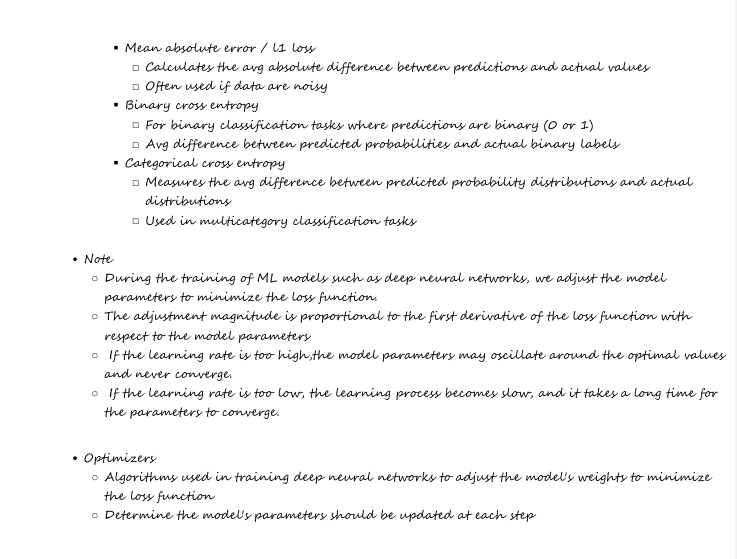 ▪ Mean absolute error / l1 loss
□ Calculates the avg absolute difference between predictions and actual values
□ Often used if data are noisy
▪ Binary cross entropy
□ For binary classification tasks where predictions are binary (0 or 1)
□ Avg difference between predicted probabilities and actual binary labels
▪ Categorical cross entropy
□ Measures the avg difference between predicted probability distributions and actual
distributions
□ Used in multicategory classification tasks
• Note
○ During the training of ML models such as deep neural networks, we adjust the model
parameters to minimize the loss function.
○ The adjustment magnitude is proportional to the first derivative of the loss function with
respect to the model parameters
○ If the learning rate is too high,the model parameters may oscillate around the optimal values
and never converge.
○ If the learning rate is too low, the learning process becomes slow, and it takes a long time for
the parameters to converge.
• Optimizers
○ Algorithms used in training deep neural networks to adjust the model's weights to minimize
the loss function
○ Determine the model's parameters should be updated at each step